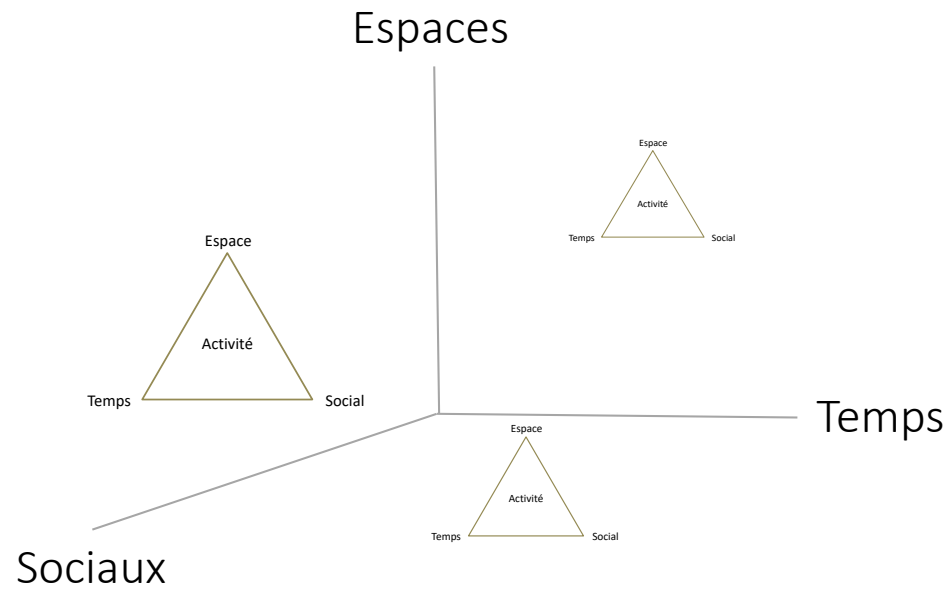 Espaces
Espace
Activité
Temps
Social
Espace
Activité
Temps
Social
Temps
Espace
Activité
Temps
Social
Sociaux